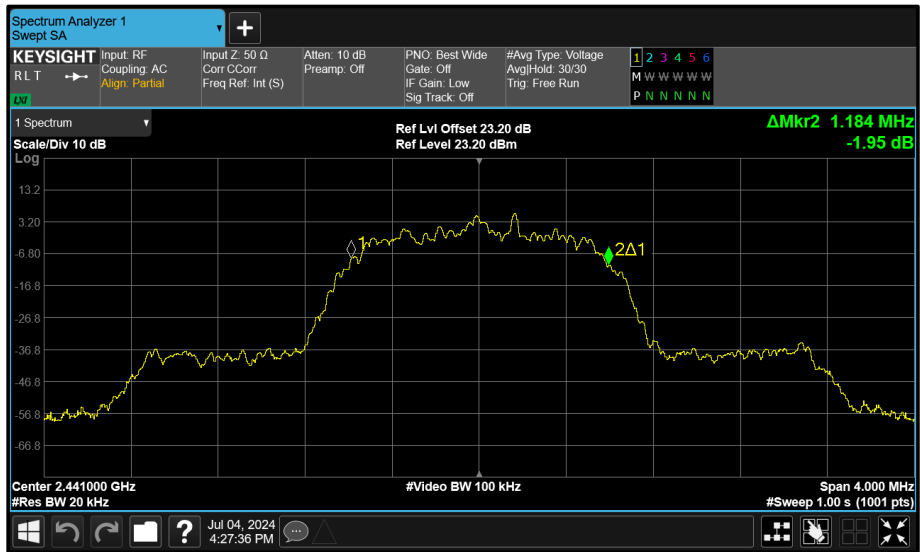 Spectrum Analyzer 1
Swept SA
+
KEYSIGHT
R L T
LXI
Input: RF
Coupling: AC
Align: Partial
Input Z: 50 Ω
Corr CCorr
Freq Ref: Int (S)
Atten: 10 dB
Preamp: Off
PNO: Best Wide
Gate: Off
IF Gain: Low
Sig Track: Off
#Avg Type: Voltage
Avg|Hold: 30/30
Trig: Free Run
1 2 3 4 5 6
M W W W W W
P N N N N N
1 Spectrum
Scale/Div 10 dB
Log
Ref Lvl Offset 23.20 dB
Ref Level 23.20 dBm
ΔMkr2 1.184 MHz
-1.95 dB
13.2
3.20
-6.80
-16.8
-26.8
-36.8
-46.8
-56.8
-66.8
1
2Δ1
Center 2.441000 GHz
#Res BW 20 kHz
#Video BW 100 kHz
Span 4.000 MHz
#Sweep 1.00 s (1001 pts)
?
Jul 04, 2024
4:27:36 PM